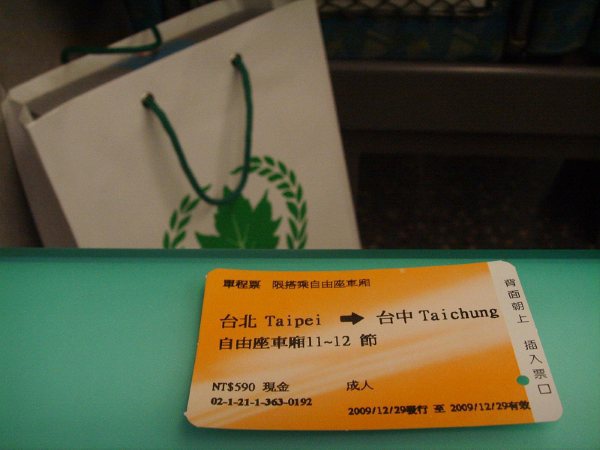 單程票 限搭乘自由座車廂
台北 Taipei → 台中 Taichung
自由座車廂11~12 節
NT$590 現金 成人
02-1-21-1-363-0192
2009/12/29發行 至 2009/12/29有效
背面朝上 插入票口